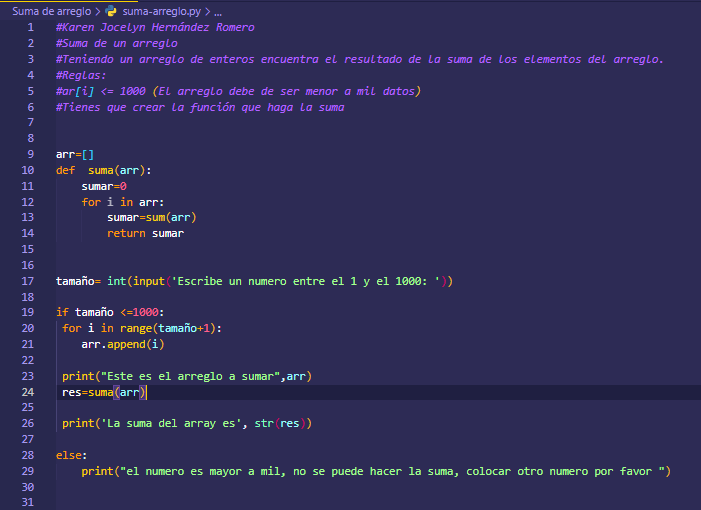 Suma de arreglo > suma-arreglo.py > ...
1 #Karen Jocelyn Hernández Romero
2 #Suma de un arreglo
3 #Teniendo un arreglo de enteros encuentra el resultado de la suma de los elementos del arreglo.
4 #Reglas:
5 #ar[i] <= 1000 (El arreglo debe de ser menor a mil datos)
6 #Tienes que crear la función que haga la suma
7
8
9 arr=[]
10 def  suma(arr):
11     sumar=0
12     for i in arr:
13         sumar=sum(arr)
14         return sumar
15
16
17 tamaño= int(input('Escribe un numero entre el 1 y el 1000: '))
18
19 if tamaño <=1000:
20  for i in range(tamaño+1):
21     arr.append(i)
22
23  print("Este es el arreglo a sumar",arr)
24  res=suma(arr)
25
26  print('La suma del array es', str(res))
27
28 else:
29     print("el numero es mayor a mil, no se puede hacer la suma, colocar otro numero por favor ")
30
31